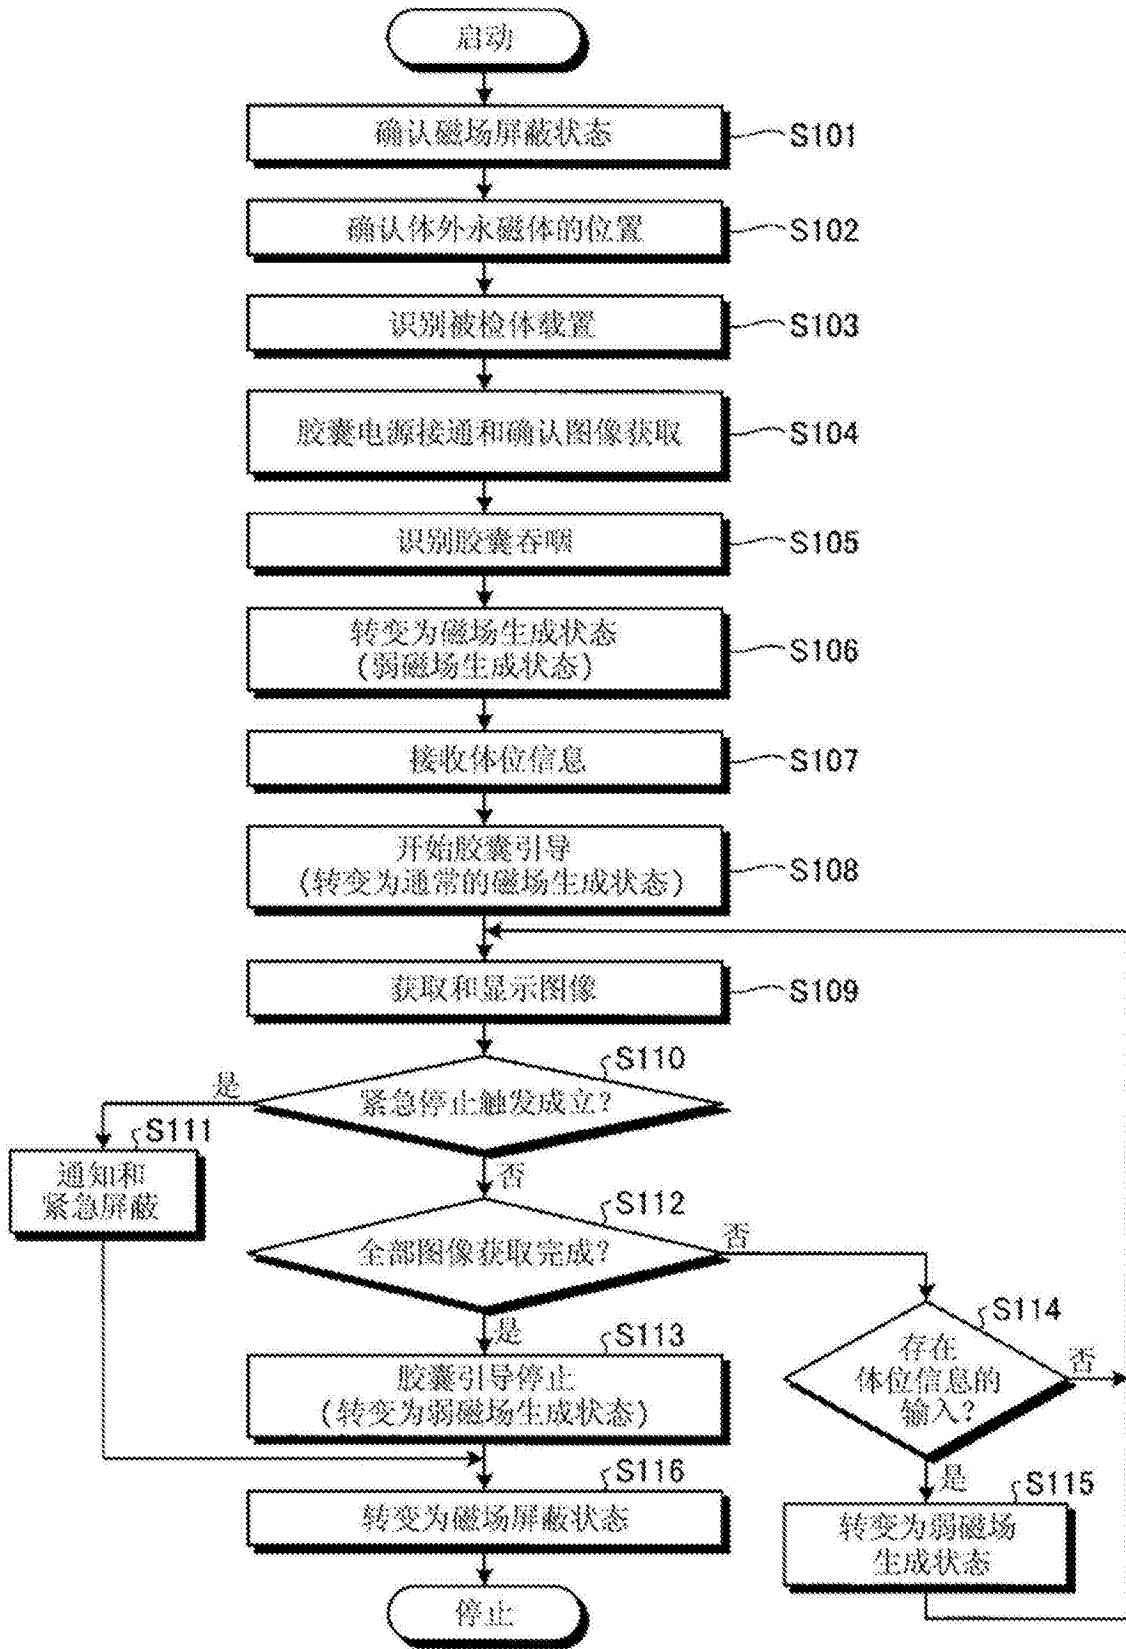 启动
确认磁场屏蔽状态
S101
确认体外永磁体的位置
S102
识别被检体载置
S103
胶囊电源接通和确认图像获取
S104
识别胶囊吞咽
S105
转变为磁场生成状态
(弱磁场生成状态)
S106
接收体位信息
S107
开始胶囊引导
(转变为通常的磁场生成状态)
S108
获取和显示图像
S109
S110
紧急停止触发成立?
是
S111
通知和
紧急屏蔽
否
S112
全部图像获取完成?
否
是
S113
胶囊引导停止
(转变为弱磁场生成状态)
S114
存在
体位信息的
输入?
否
是
S115
转变为弱磁场
生成状态
S116
转变为磁场屏蔽状态
停止